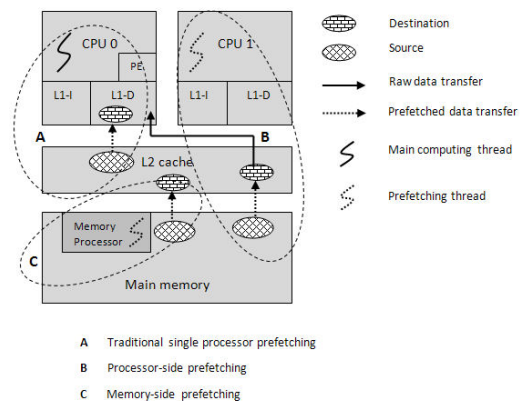 CPU 0
PE
L1-I
L1-D
CPU 1
L1-I
L1-D
A
B
L2 cache
Memory
Processor
C
Main memory
Destination
Source
Raw data transfer
Prefetched data transfer
Main computing thread
Prefetching thread
A Traditional single processor prefetching
B Processor-side prefetching
C Memory-side prefetching